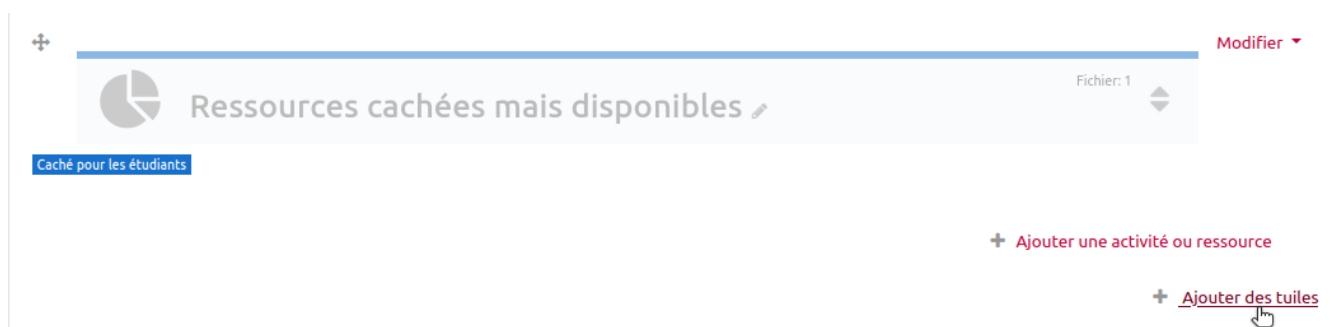 Modifier
Fichier: 1
Ressources cachées mais disponibles
Caché pour les étudiants
Ajouter une activité ou ressource
Ajouter des tuiles